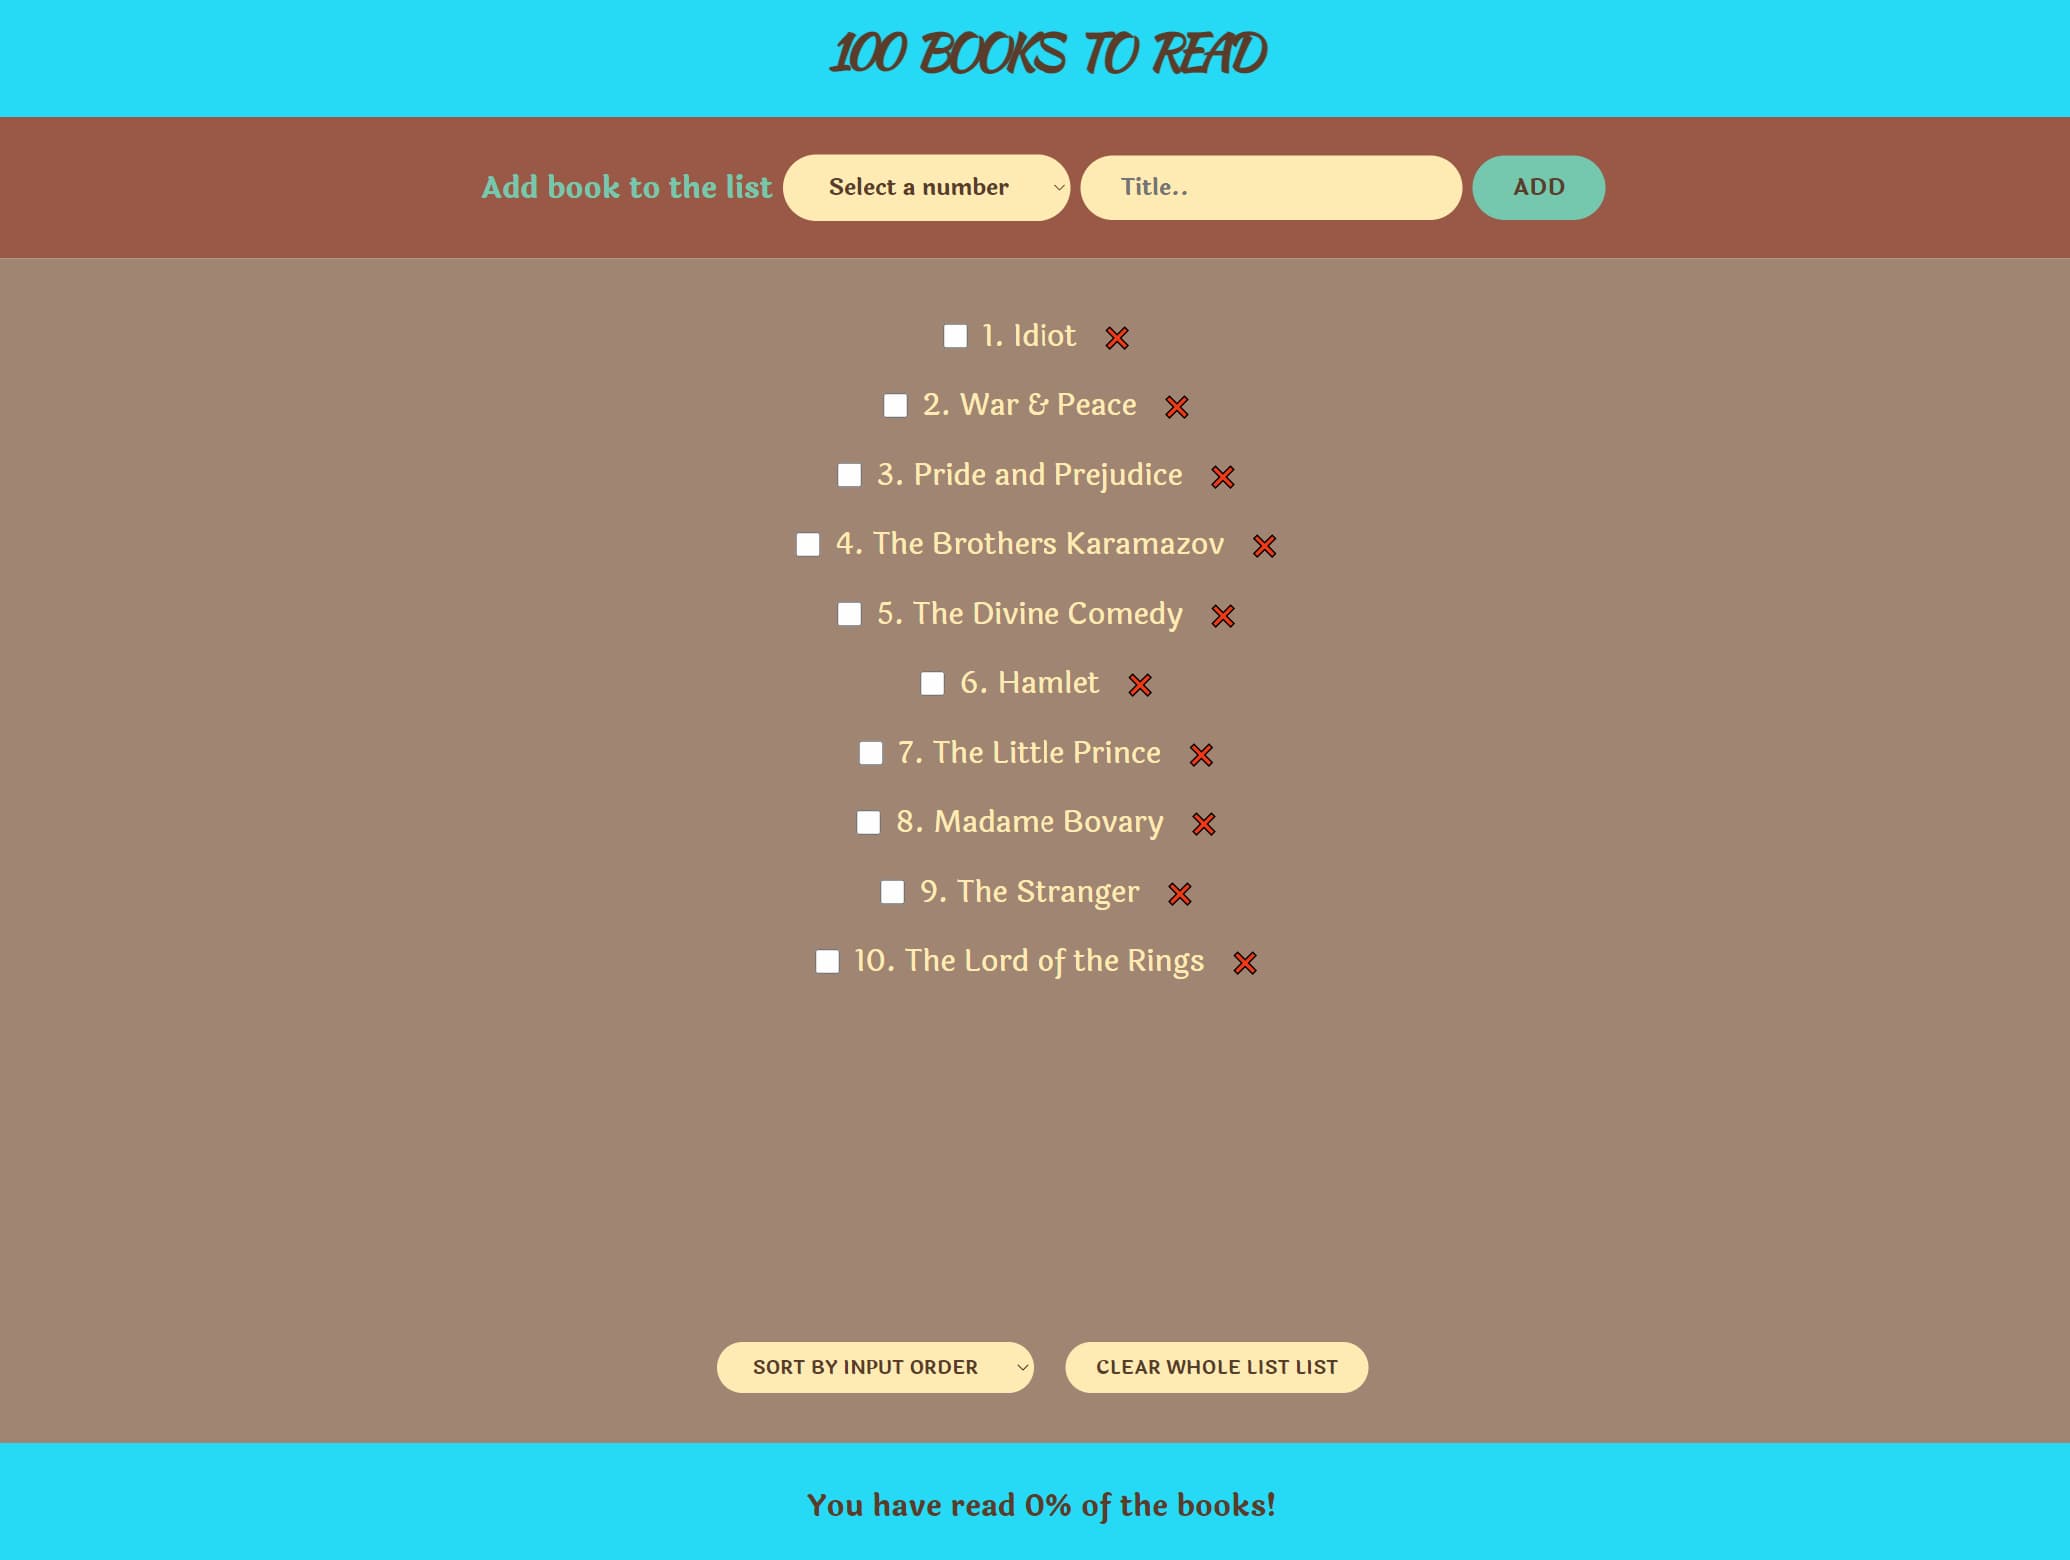 100 BOOKS TO READ
Add book to the list Select a number Title.. ADD
1. Idiot
2. War & Peace
3. Pride and Prejudice
4. The Brothers Karamazov
5. The Divine Comedy
6. Hamlet
7. The Little Prince
8. Madame Bovary
9. The Stranger
10. The Lord of the Rings
SORT BY INPUT ORDER CLEAR WHOLE LIST LIST
You have read 0% of the books!